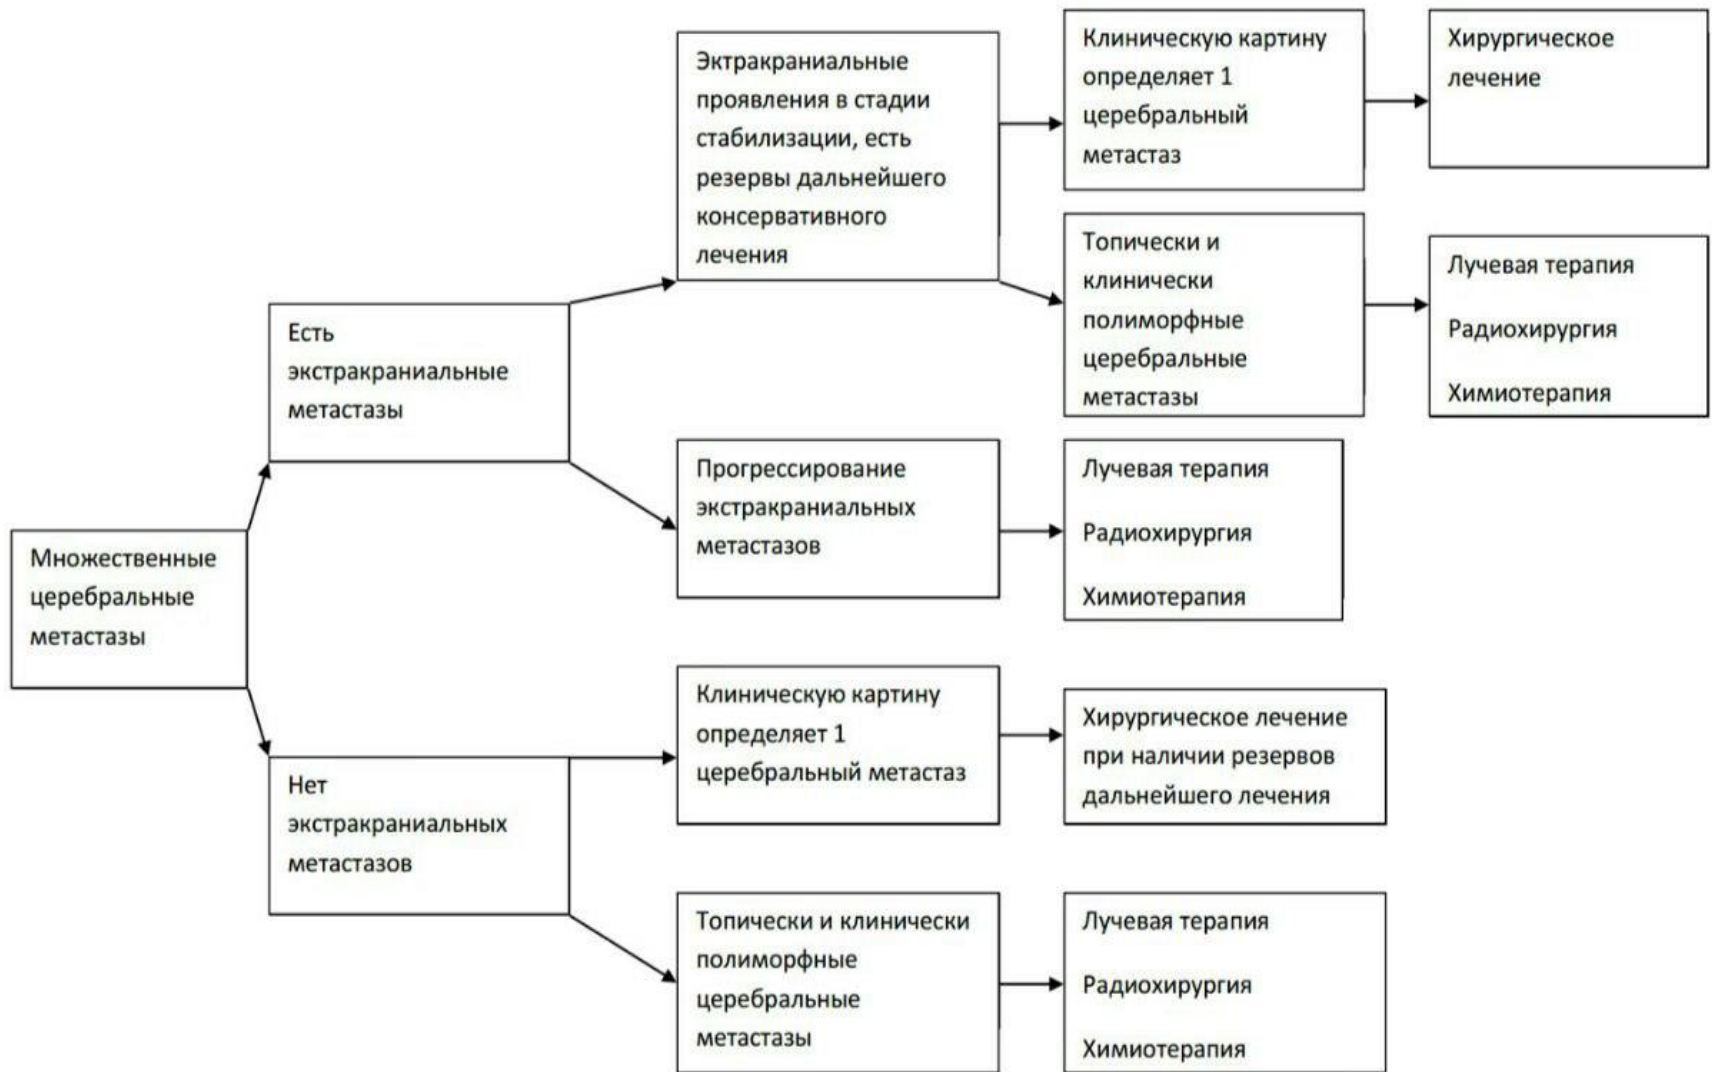 Множественные
церебральные
метастазы
Есть
экстракраниальные
метастазы
Эктракраниальные
проявления в стадии
стабилизации, есть
резервы дальнейшего
консервативного
лечения
Клиническую картину
определяет 1
церебральный
метастаз
Хирургическое
лечение
Топически и
клинически
полиморфные
церебральные
метастазы
Лучевая терапия
Радиохирургия
Химиотерапия
Прогрессирование
экстракраниальных
метастазов
Лучевая терапия
Радиохирургия
Химиотерапия
Нет
экстракраниальных
метастазов
Клиническую картину
определяет 1
церебральный метастаз
Хирургическое лечение
при наличии резервов
дальнейшего лечения
Топически и клинически
полиморфные
церебральные
метастазы
Лучевая терапия
Радиохирургия
Химиотерапия